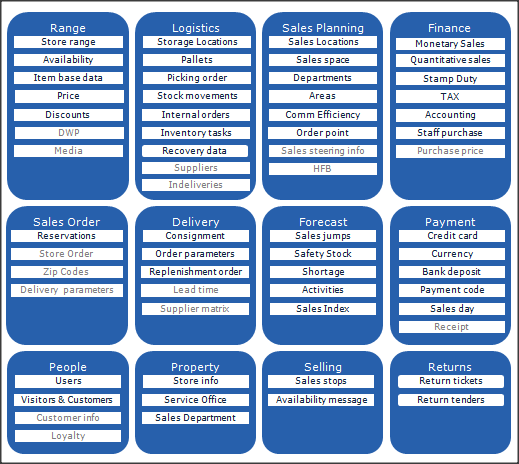 Range
Store range
Availability
Item base data
Price
Discounts
DWP
Media
Logistics
Storage Locations
Pallets
Picking order
Stock movements
Internal orders
Inventory tasks
Recovery data
Suppliers
Indeliveries
Sales Planning
Sales Locations
Sales space
Departments
Areas
Comm Efficiency
Order point
Sales steering info
HFB
Finance
Monetary Sales
Quantitative sales
Stamp Duty
TAX
Accounting
Staff purchase
Purchase price
Sales Order
Reservations
Store Order
Zip Codes
Delivery parameters
Delivery
Consignment
Order parameters
Replenishment order
Lead time
Supplier matrix
Forecast
Sales jumps
Safety Stock
Shortage
Activities
Sales Index
Payment
Credit card
Currency
Bank deposit
Payment code
Sales day
Receipt
People
Users
Visitors & Customers
Customer info
Loyalty
Property
Store info
Service Office
Sales Department
Selling
Sales stops
Availability message
Returns
Return tickets
Return tenders